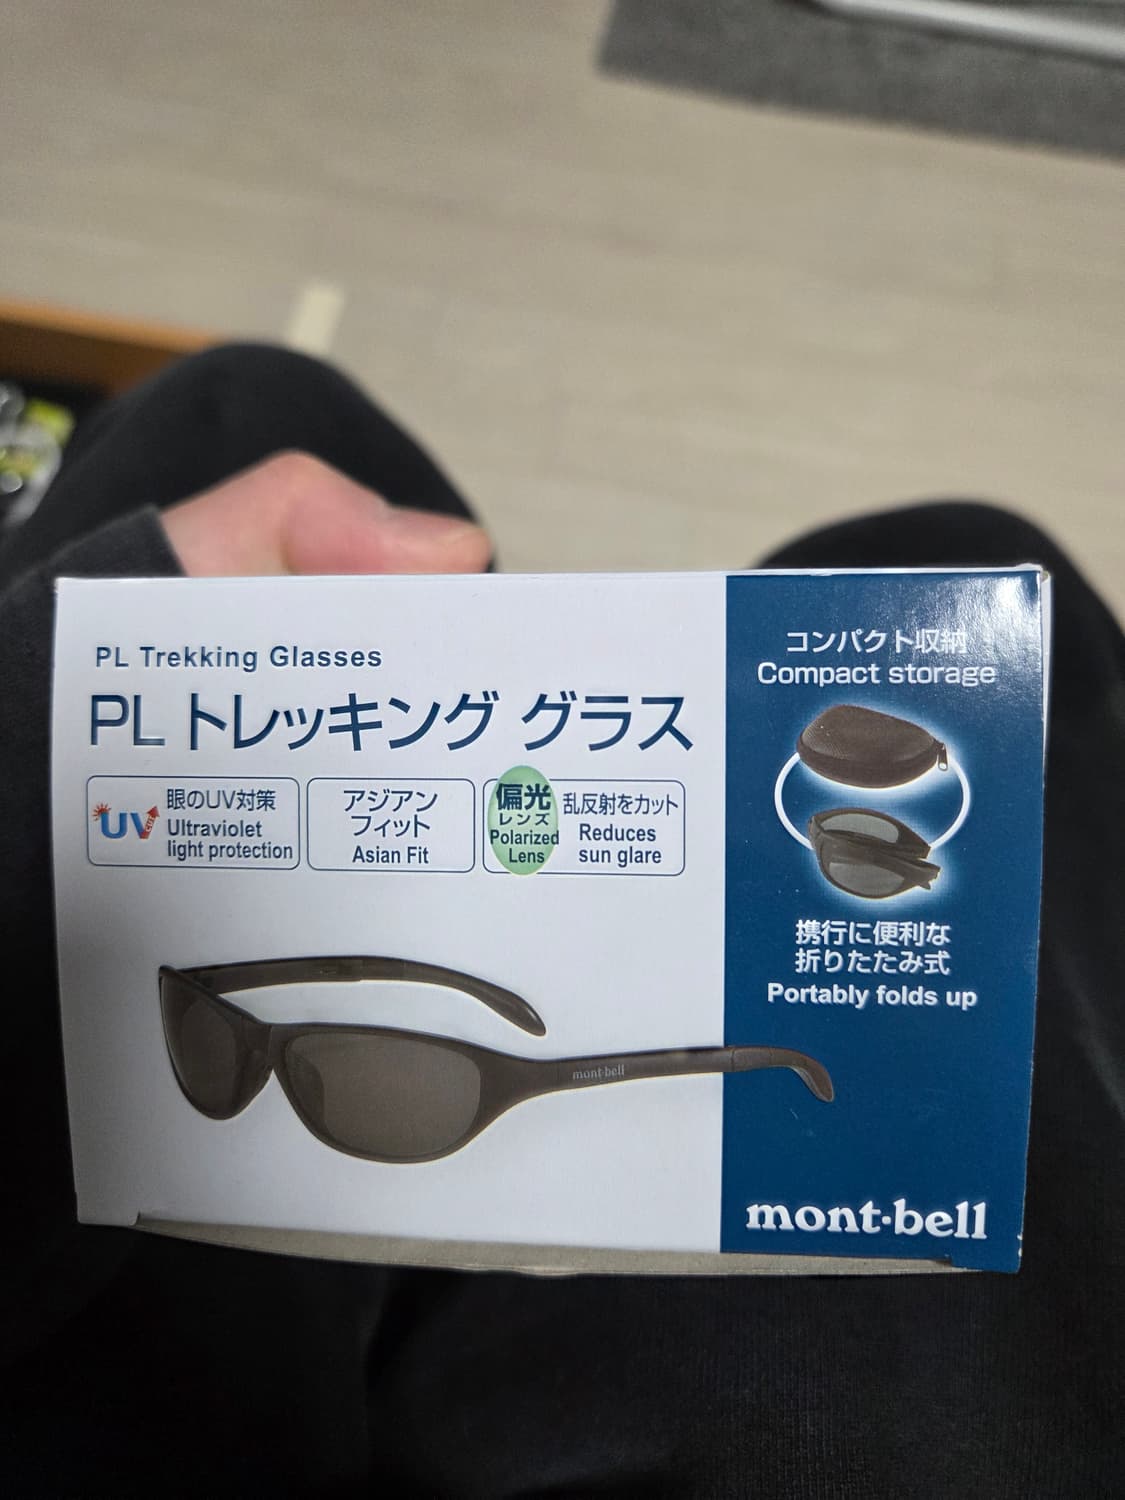 PL Trekking Glasses
PL トレッキング グラス
UV cut
眼のUV対策
Ultraviolet
light protection
アジアン
フィット
Asian Fit
偏光
レンズ
Polarized
Lens
乱反射をカット
Reduces
sun glare
mont·bell
コンパクト収納
Compact storage
携行に便利な
折りたたみ式
Portably folds up
mont·bell